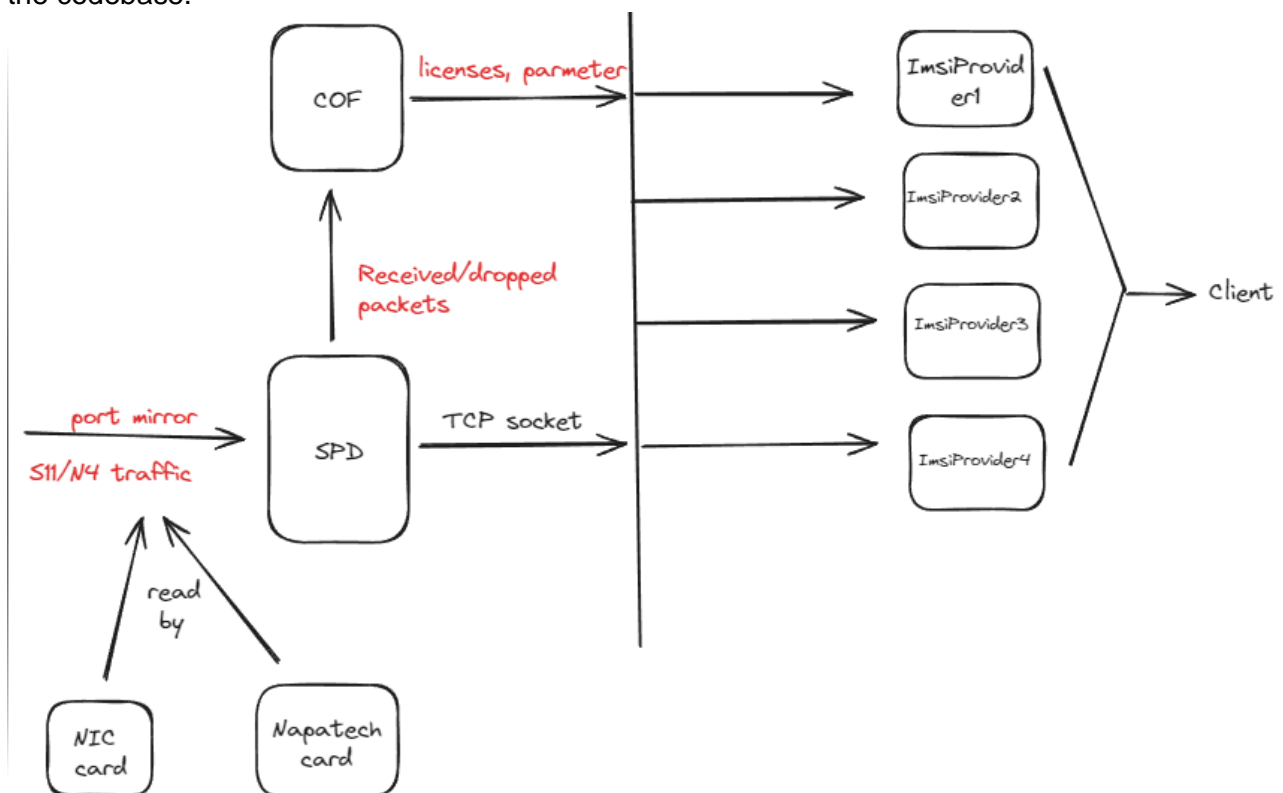 the codebase.
COF
licenses, parmeter
ImsiProvid
er1
ImsiProvider2
Received/dropped
packets
ImsiProvider3
Client
port mirror
S11/N4 traffic
SPD
TCP socket
ImsiProvider4
read
by
NIC
card
Napatech
card